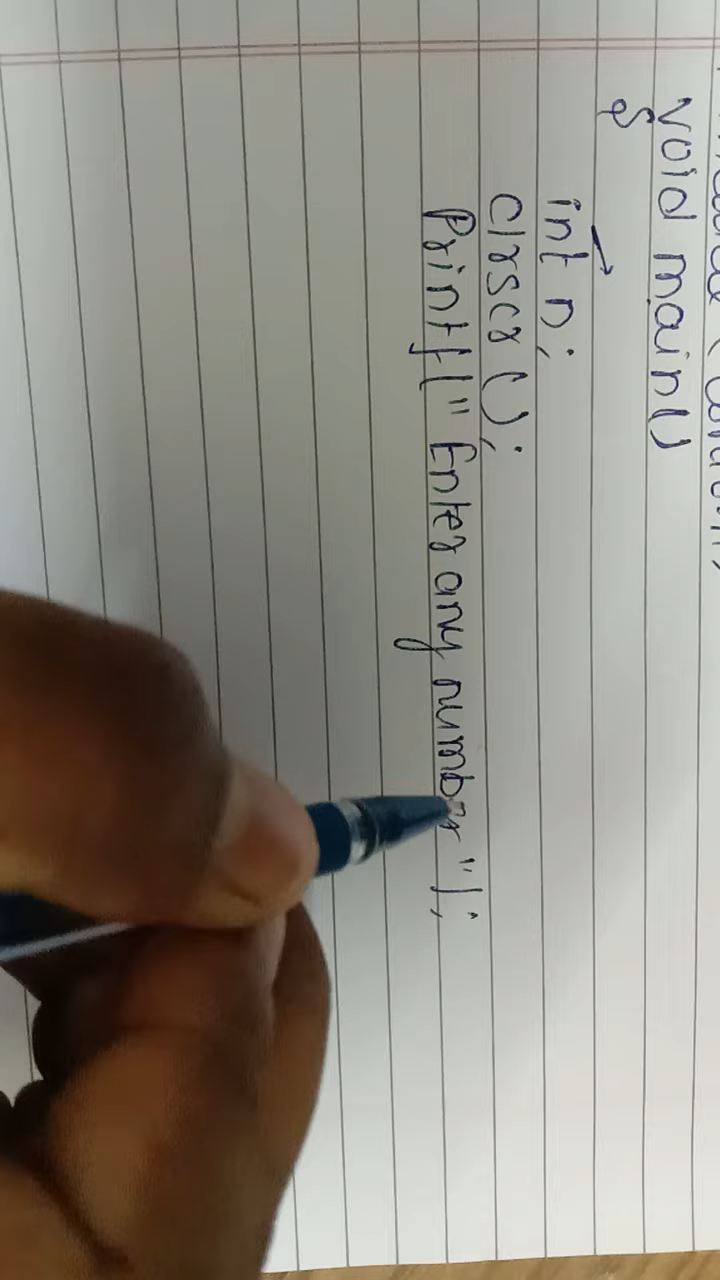 void main()
{
int n;
clrscr();
Printf("Enter any number");